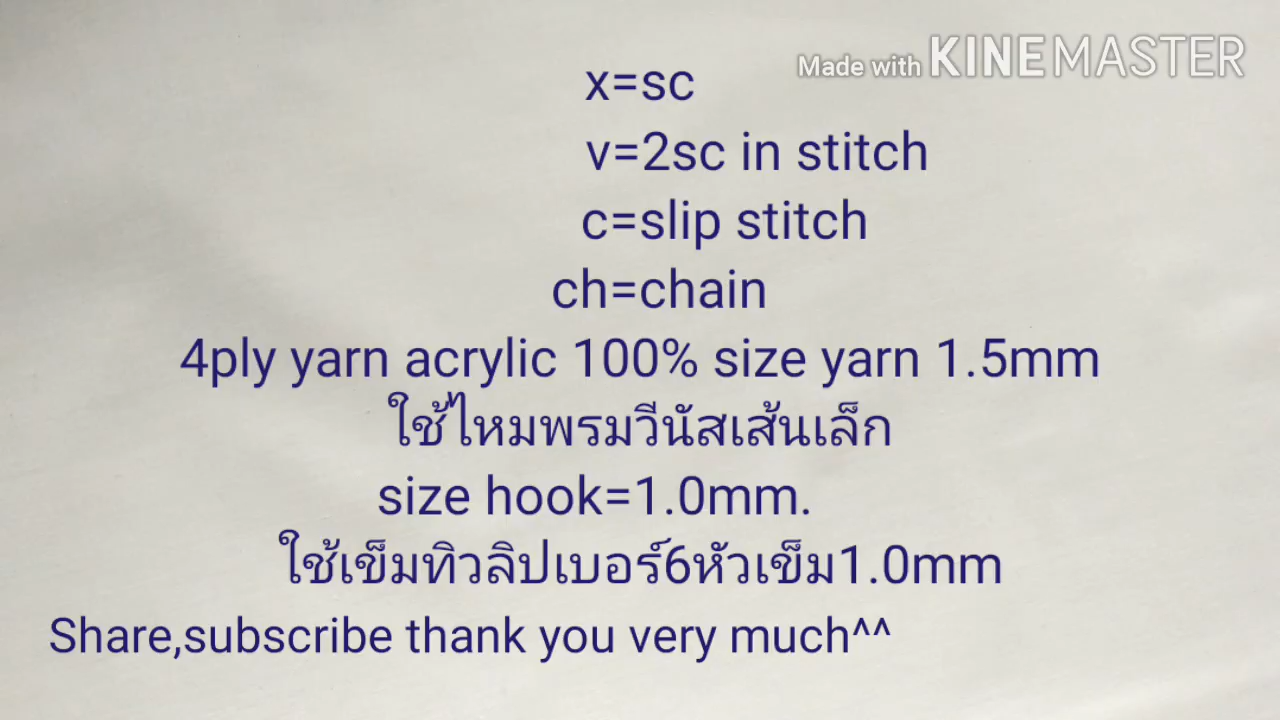 Made with KINEMASTER
x=sc
v=2sc in stitch
c=slip stitch
ch=chain
4ply yarn acrylic 100% size yarn 1.5mm
ใช้ไหมพรมวีนัสเส้นเล็ก
size hook=1.0mm.
ใช้เข็มทิวลิปเบอร์6หัวเข็ม1.0mm
Share,subscribe thank you very much^^